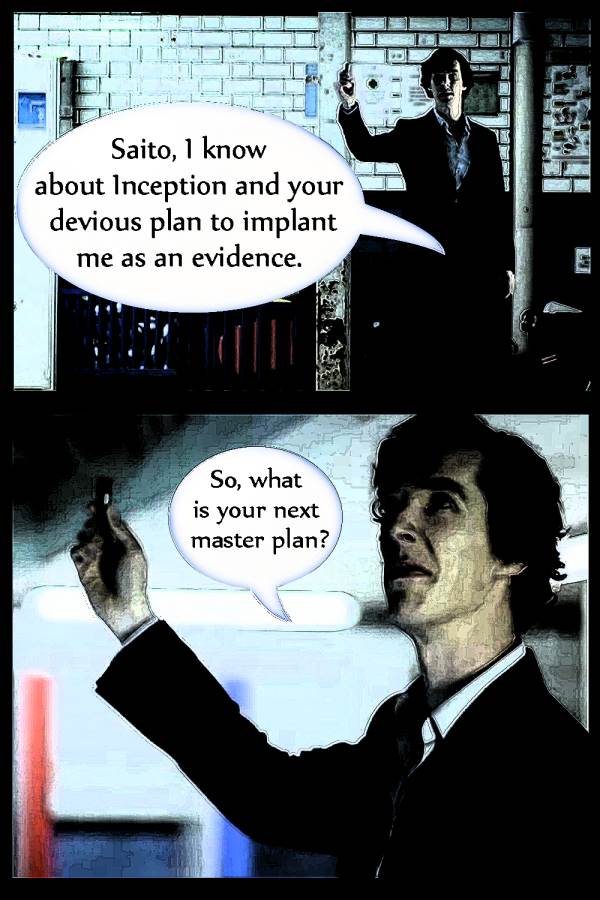 Saito, I know
about Inception and your
devious plan to implant
me as an evidence.
So, what
is your next
master plan?